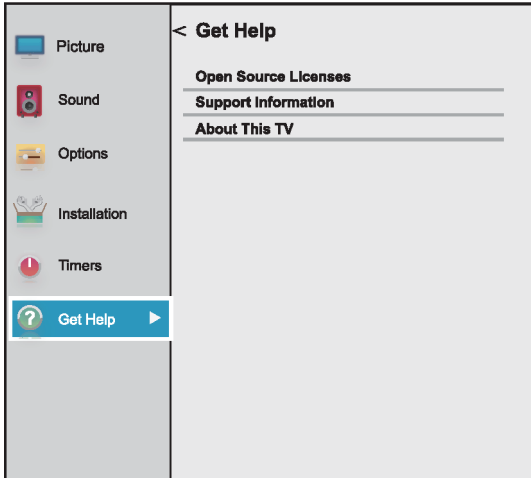 Picture
Sound
Options
Installation
Timers
? Get Help
< Get Help
Open Source Licenses
Support Information
About This TV